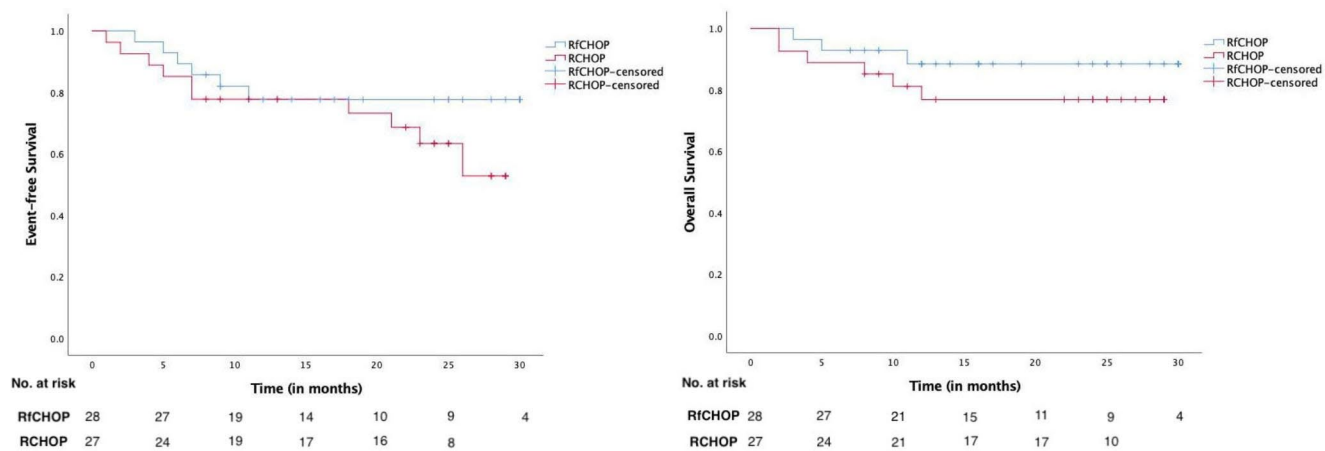 1.0
0.8
0.6
0.4
0.2
0.0
Event-free Survival
RfCHOP
RCHOP
RfCHOP-censored
RCHOP-censored
0 5 10 15 20 25 30
Time (in months)
No. at risk
RfCHOP 28 27 19 14 10 9 4
RCHOP 27 24 19 17 16 8
1.0
0.8
0.6
0.4
0.2
0.0
Overall Survival
RfCHOP
RCHOP
RfCHOP-censored
RCHOP-censored
0 5 10 15 20 25 30
Time (in months)
No. at risk
RfCHOP 28 27 21 15 11 9 4
RCHOP 27 24 21 17 17 10